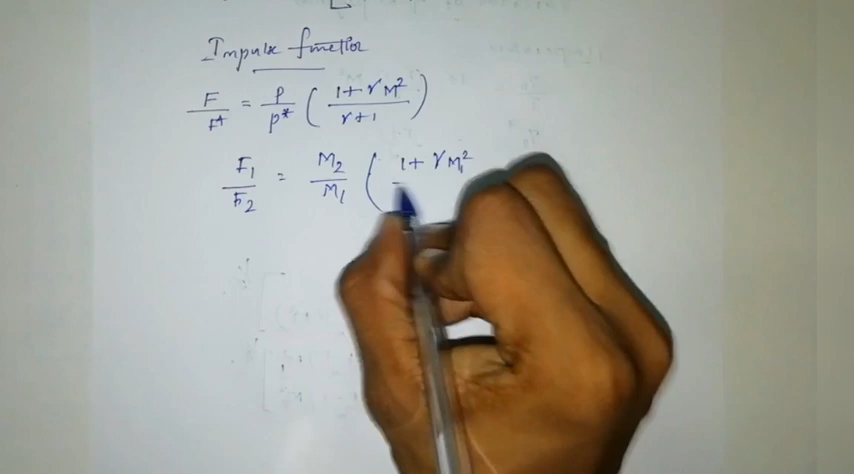 Impulse function
F/F* = P/P* ( 1 + γM² / γ+1 )
F₁/F₂ = M₂/M₁ ( 1 + γM₁²